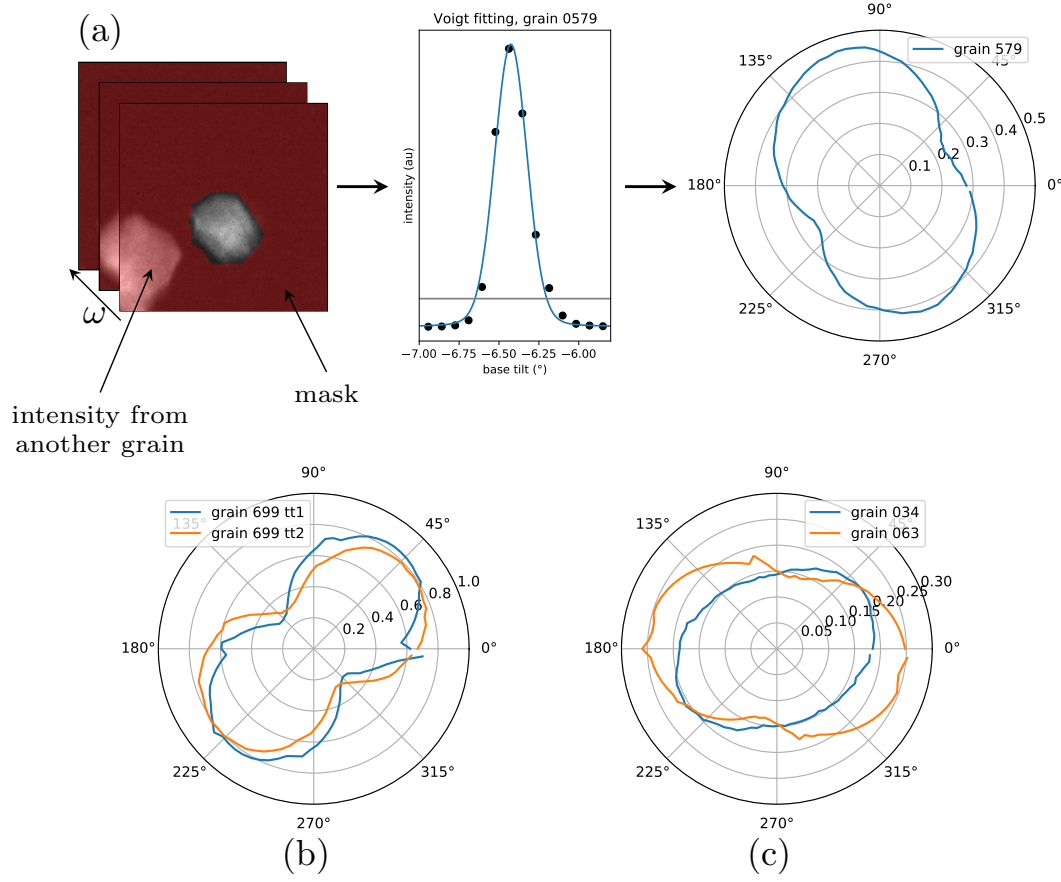 (a)
ω
intensity from
another grain
mask
Voigt fitting, grain 0579
intensity (au)
−7.00 −6.75 −6.50 −6.25 −6.00
base tilt (°)
grain 579
90°
45°
135°
180°
0°
225°
315°
270°
0.1
0.2
0.3
0.4
0.5
grain 699 tt1
grain 699 tt2
90°
45°
135°
180°
0°
225°
315°
270°
0.2
0.4
0.6
0.8
1.0
(b)
grain 034
grain 063
90°
45°
135°
180°
0°
225°
315°
270°
0.05
0.10
0.15
0.20
0.25
0.30
(c)